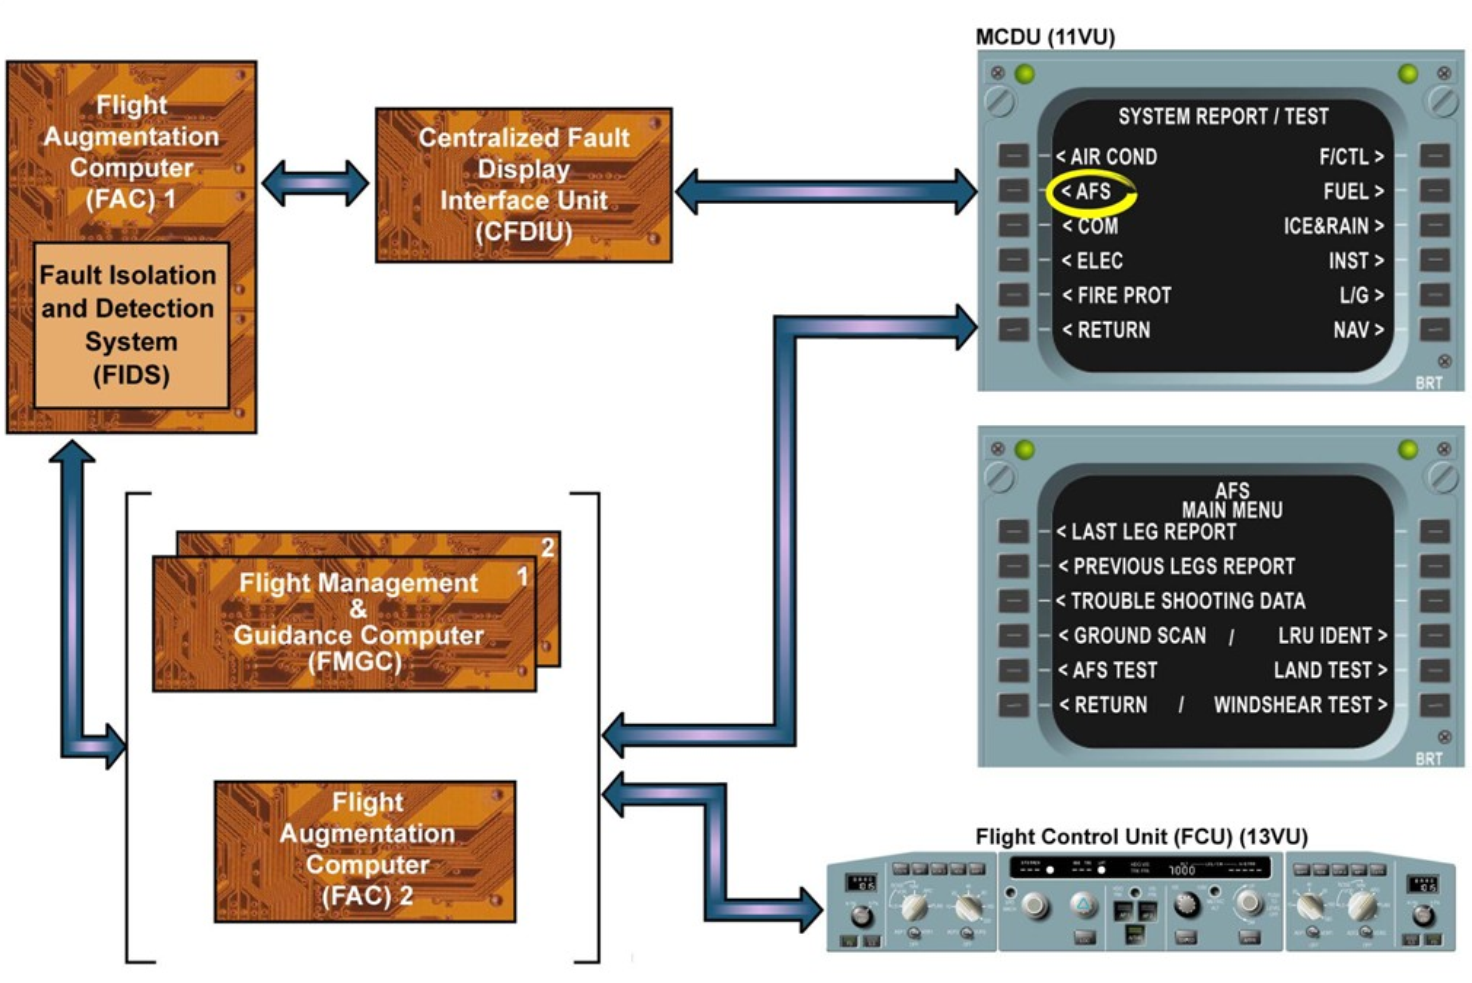 MCDU (11VU)
Flight
Augmentation
Computer
(FAC) 1
Fault Isolation
and Detection
System
(FIDS)
Centralized Fault
Display
Interface Unit
(CFDIU)
SYSTEM REPORT / TEST
< AIR COND F/CTL >
< AFS FUEL >
< COM ICE&RAIN >
< ELEC INST >
< FIRE PROT L/G >
< RETURN NAV >
BRT
AFS
MAIN MENU
< LAST LEG REPORT
< PREVIOUS LEGS REPORT
< TROUBLE SHOOTING DATA
< GROUND SCAN / LRU IDENT >
< AFS TEST LAND TEST >
< RETURN / WINDSHEAR TEST >
BRT
2
1
Flight Management
&
Guidance Computer
(FMGC)
Flight
Augmentation
Computer
(FAC) 2
Flight Control Unit (FCU) (13VU)